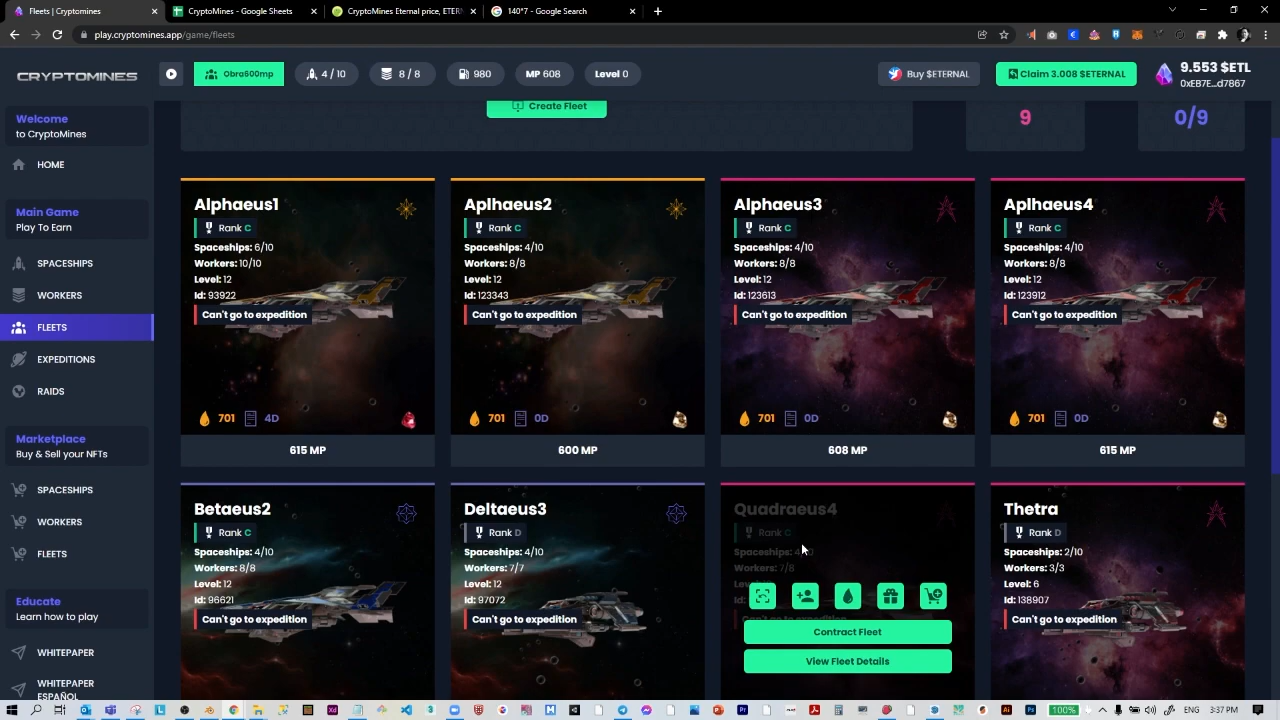 Fleets | CryptoMines
CryptoMines - Google Sheets
CryptoMines Eternal price, ETER
140*7 - Google Search
play.cryptomines.app/game/fleets
CRYPTOMINES
Obra600mp
4 / 10
8 / 8
980
MP 608
Level 0
Buy $ETERNAL
Claim 3.008 $ETERNAL
9.553 $ETL
0xEB7E...d7867
Welcome
to CryptoMines
HOME
Main Game
Play To Earn
SPACESHIPS
WORKERS
FLEETS
EXPEDITIONS
RAIDS
Marketplace
Buy & Sell your NFTs
SPACESHIPS
WORKERS
FLEETS
Educate
Learn how to play
WHITEPAPER
WHITEPAPER
ESPAÑOL
Create Fleet
9
0/9
Alphaeus1
Rank C
Spaceships: 6/10
Workers: 10/10
Level: 12
Id: 93922
Can't go to expedition
701
4D
615 MP
Aplhaeus2
Rank C
Spaceships: 4/10
Workers: 8/8
Level: 12
Id: 123343
Can't go to expedition
701
0D
600 MP
Alphaeus3
Rank C
Spaceships: 4/10
Workers: 8/8
Level: 12
Id: 123613
Can't go to expedition
701
0D
608 MP
Aplhaeus4
Rank C
Spaceships: 4/10
Workers: 8/8
Level: 12
Id: 123912
Can't go to expedition
701
0D
615 MP
Betaeus2
Rank C
Spaceships: 4/10
Workers: 8/8
Level: 12
Id: 96621
Can't go to expedition
Deltaeus3
Rank D
Spaceships: 4/10
Workers: 7/7
Level: 12
Id: 97072
Can't go to expedition
Quadraeus4
Rank C
Spaceships:
Workers: 7/8
Id:
Contract Fleet
View Fleet Details
Thetra
Rank D
Spaceships: 2/10
Workers: 3/3
Level: 6
Id: 138907
Can't go to expedition
100%
ENG
3:37 PM